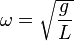 ω = √(g/L)